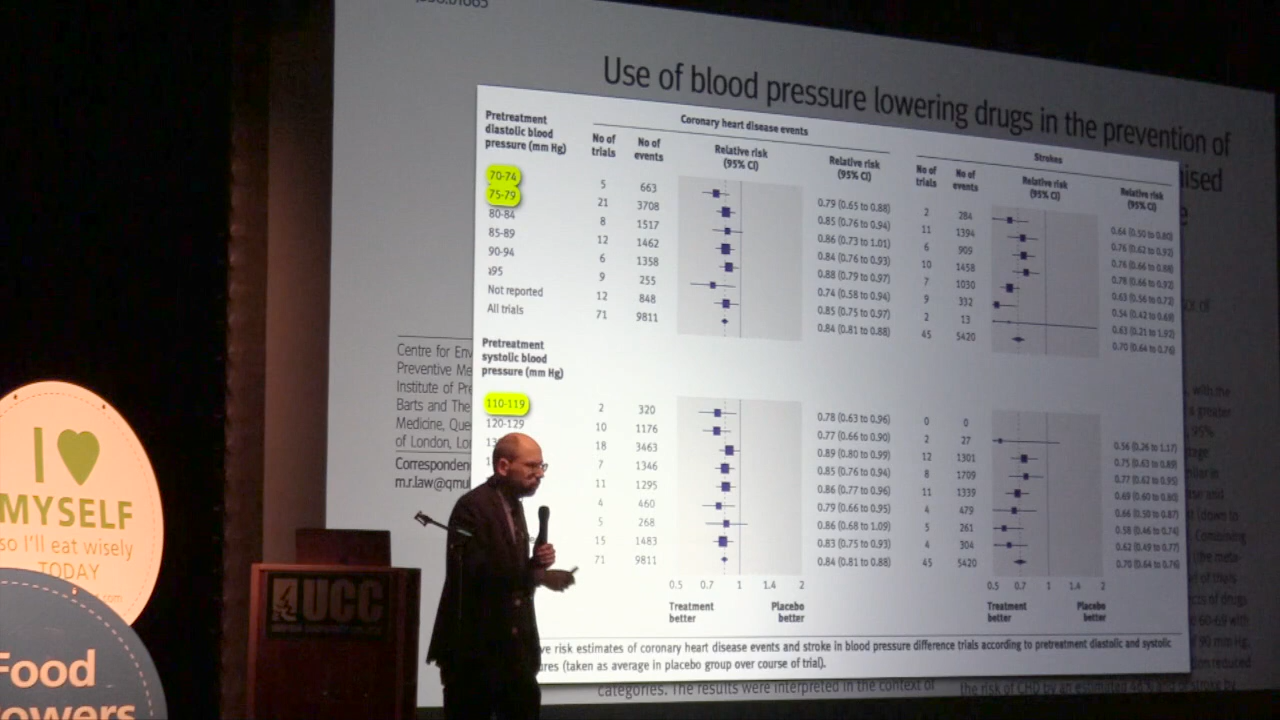 Use of blood pressure lowering drugs in the prevention of
Pretreatment
diastolic blood
pressure (mm Hg)
Coronary heart disease events
Strokes
No of
trials
No of
events
Relative risk
(95% CI)
Relative risk
(95% CI)
No of
trials
No of
events
Relative risk
(95% CI)
Relative risk
(95% CI)
70-74 5 663 0.79 (0.65 to 0.88) 2 284 0.64 (0.50 to 0.80)
75-79 21 3708 0.85 (0.76 to 0.94) 11 1394 0.76 (0.62 to 0.92)
80-84 8 1517 0.86 (0.73 to 1.01) 6 909 0.76 (0.66 to 0.88)
85-89 12 1462 0.84 (0.76 to 0.93) 10 1458 0.78 (0.66 to 0.92)
90-94 6 1358 0.88 (0.79 to 0.97) 7 1030 0.63 (0.56 to 0.72)
≥95 9 255 0.74 (0.58 to 0.94) 9 332 0.54 (0.42 to 0.68)
Not reported 12 848 0.85 (0.75 to 0.97) 2 13 0.63 (0.21 to 1.92)
All trials 71 9811 0.84 (0.81 to 0.88) 45 5420 0.70 (0.64 to 0.76)
Pretreatment
systolic blood
pressure (mm Hg)
110-119 2 320 0.78 (0.63 to 0.96) 0 0
120-129 10 1176 0.77 (0.66 to 0.90) 2 27 0.56 (0.26 to 1.17)
18 3463 0.89 (0.80 to 0.99) 12 1301 0.75 (0.63 to 0.89)
7 1346 0.85 (0.76 to 0.94) 8 1709 0.77 (0.62 to 0.95)
11 1295 0.86 (0.77 to 0.96) 11 1339 0.69 (0.60 to 0.80)
4 460 0.79 (0.66 to 0.95) 4 479 0.66 (0.50 to 0.87)
5 268 0.86 (0.68 to 1.09) 5 261 0.58 (0.46 to 0.74)
15 1483 0.83 (0.75 to 0.93) 4 304 0.62 (0.49 to 0.77)
71 9811 0.84 (0.81 to 0.88) 45 5420 0.70 (0.64 to 0.76)
0.5 0.7 1 1.4 2 0.5 0.7 1 1.4 2
Treatment
better
Placebo
better
Treatment
better
Placebo
better
risk estimates of coronary heart disease events and stroke in blood pressure difference trials according to pretreatment diastolic and systolic
(taken as average in placebo group over course of trial).
categories. The results were interpreted in the context of
Centre for
Preventive
Institute of
Barts and The
Medicine,
of London,
I ♥
MYSELF
so I'll eat wisely
TODAY
UCC
Food